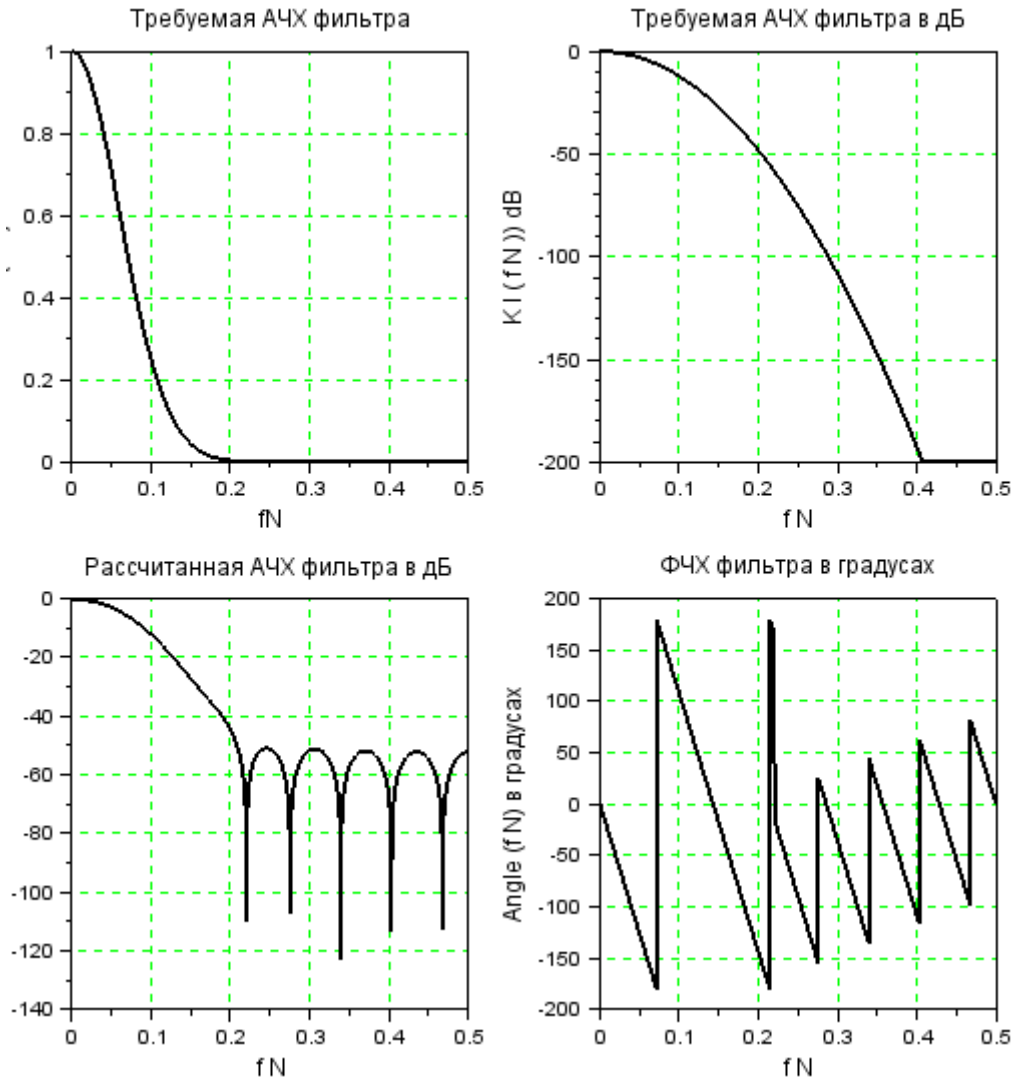 Требуемая АЧХ фильтра
1
0.8
0.6
0.4
0.2
0
0 0.1 0.2 0.3 0.4 0.5
fN
Требуемая АЧХ фильтра в дБ
K I ( f N )) dB
0
-50
-100
-150
-200
0 0.1 0.2 0.3 0.4 0.5
f N
Рассчитанная АЧХ фильтра в дБ
0
-20
-40
-60
-80
-100
-120
-140
0 0.1 0.2 0.3 0.4 0.5
f N
ФЧХ фильтра в градусах
Angle (f N) в градусах
200
150
100
50
0
-50
-100
-150
-200
0 0.1 0.2 0.3 0.4 0.5
f N